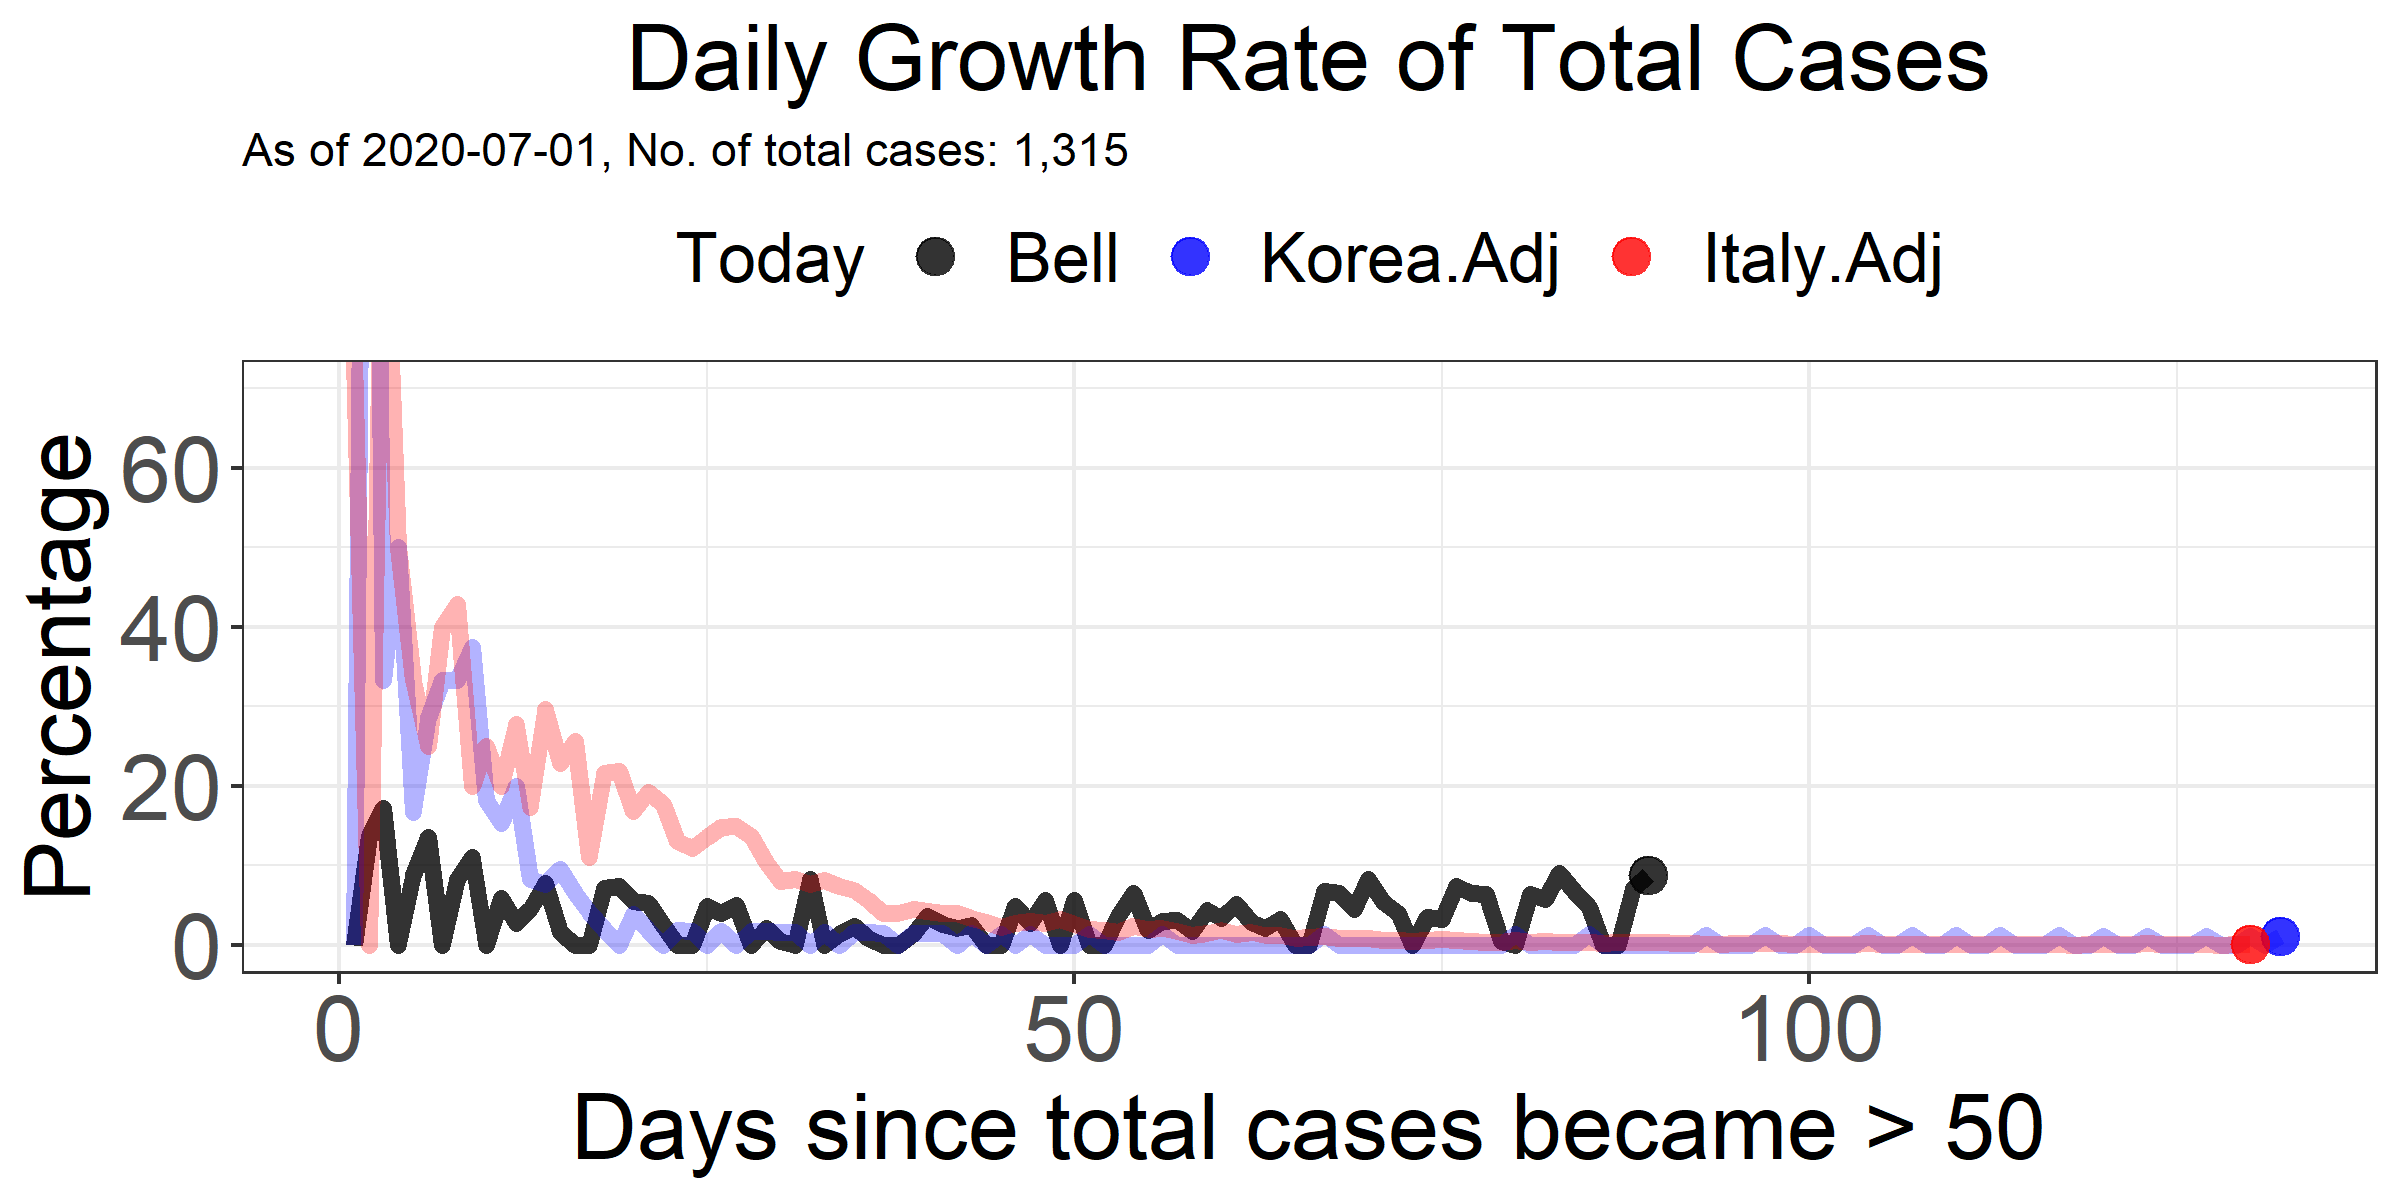 Daily Growth Rate of Total Cases
As of 2020-07-01, No. of total cases: 1,315
Today Bell Korea.Adj Italy.Adj
Percentage
60
40
20
0
0 50 100
Days since total cases became > 50